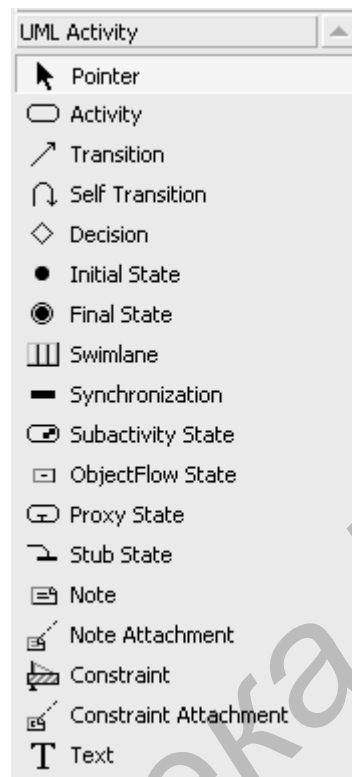 UML Activity
Pointer
Activity
Transition
Self Transition
Decision
Initial State
Final State
Swimlane
Synchronization
Subactivity State
ObjectFlow State
Proxy State
Stub State
Note
Note Attachment
Constraint
Constraint Attachment
Text